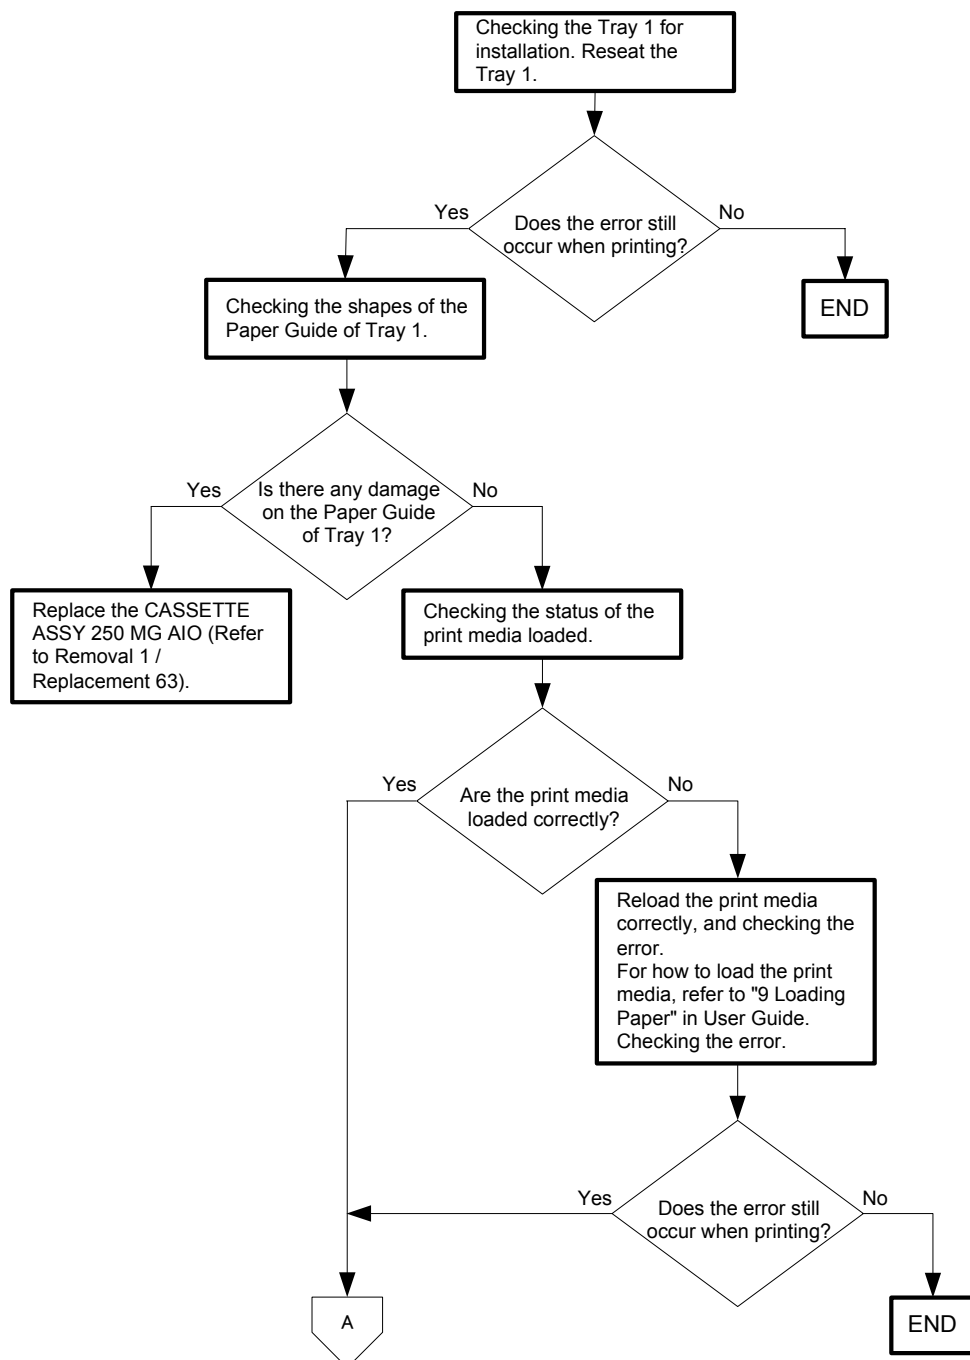 Checking the Tray 1 for
installation. Reseat the
Tray 1.
Yes
No
Does the error still
occur when printing?
END
Checking the shapes of the
Paper Guide of Tray 1.
Yes
No
Is there any damage
on the Paper Guide
of Tray 1?
Replace the CASSETTE
ASSY 250 MG AIO (Refer
to Removal 1 /
Replacement 63).
Checking the status of the
print media loaded.
Yes
No
Are the print media
loaded correctly?
Reload the print media
correctly, and checking the
error.
For how to load the print
media, refer to "9 Loading
Paper" in User Guide.
Checking the error.
Yes
No
Does the error still
occur when printing?
A
END